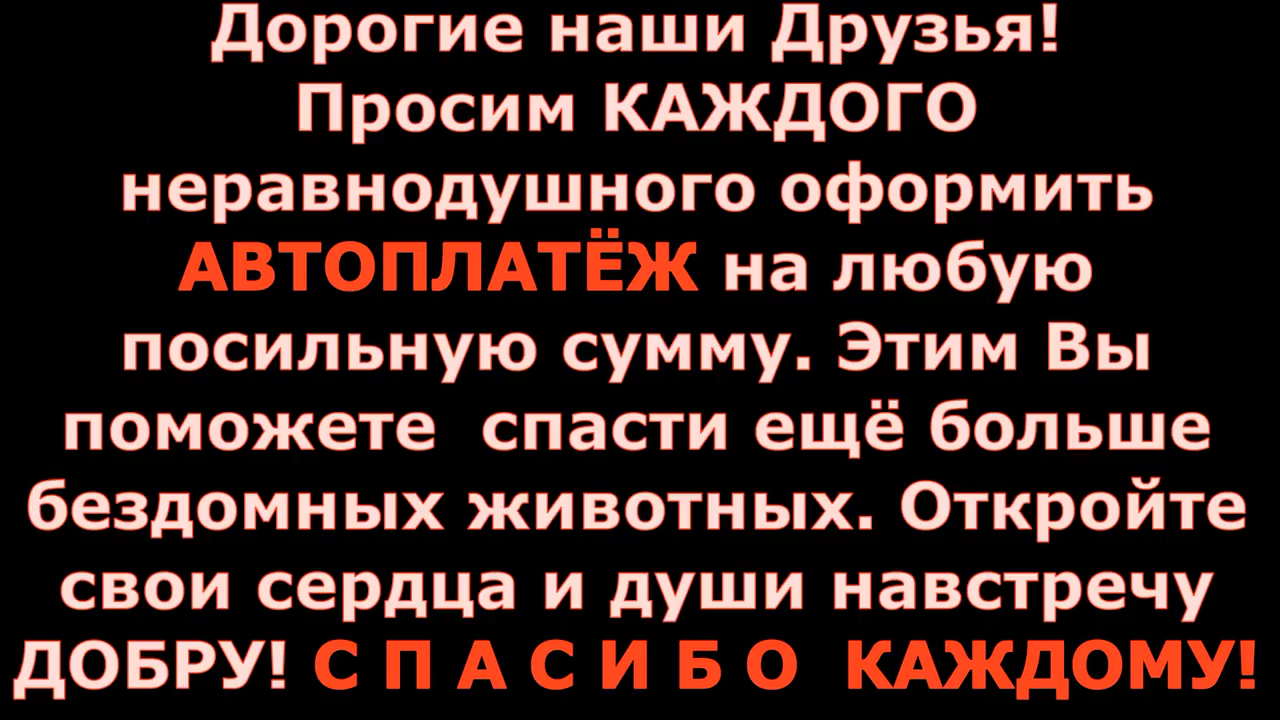 Дорогие наши Друзья!
Просим КАЖДОГО
неравнодушного оформить
АВТОПЛАТЁЖ на любую
посильную сумму. Этим Вы
поможете  спасти ещё больше
бездомных животных. Откройте
свои сердца и души навстречу
ДОБРУ! С П А С И Б О  КАЖДОМУ!